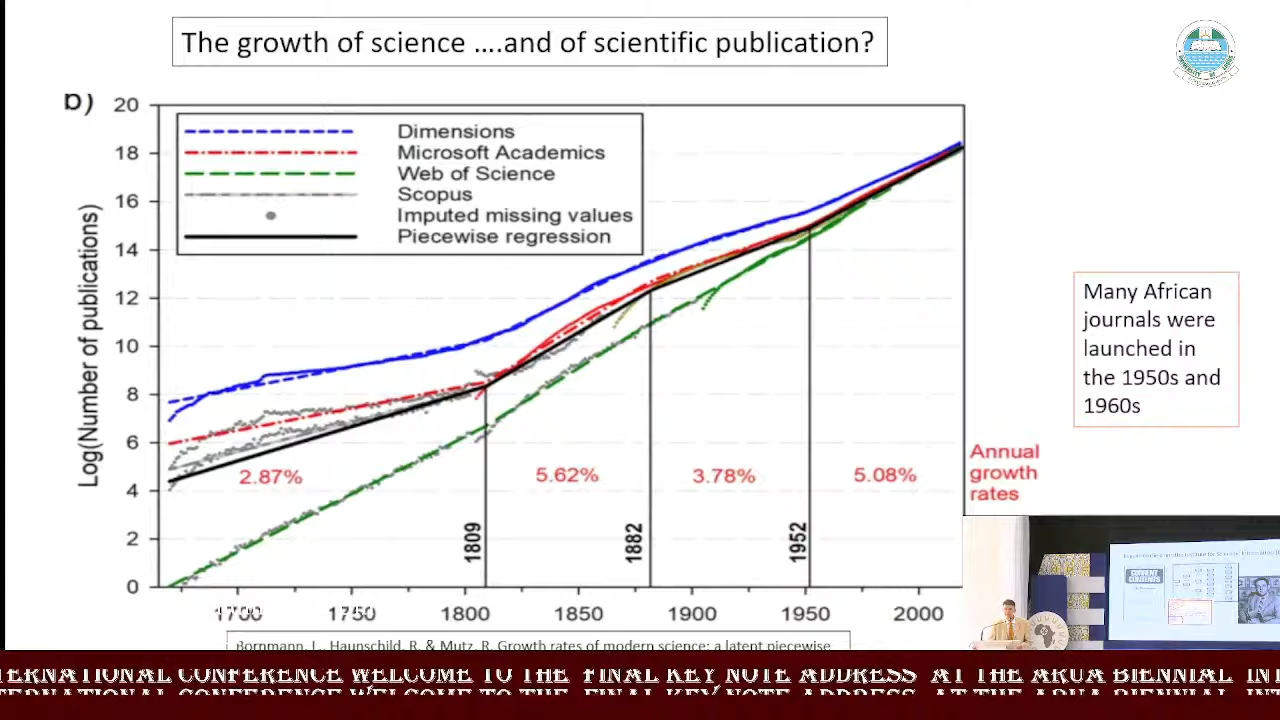 The growth of science ….and of scientific publication?
b)
20
18
16
14
12
10
8
6
4
2
0
Log(Number of publications)
Dimensions
Microsoft Academics
Web of Science
Scopus
Imputed missing values
Piecewise regression
2.87%
5.62%
3.78%
5.08%
Annual
growth
rates
1809
1882
1952
1700
1750
1800
1850
1900
1950
2000
Many African
journals were
launched in
the 1950s and
1960s
Bornmann, L., Haunschild, R. & Mutz, R. Growth rates of modern science: a latent piecewise
CURRENT
CONTENTS
TERNATIONAL CONFERENCE WELCOME TO THE FINAL KEY NOTE ADDRESS AT THE ARUA BIENNIAL INT